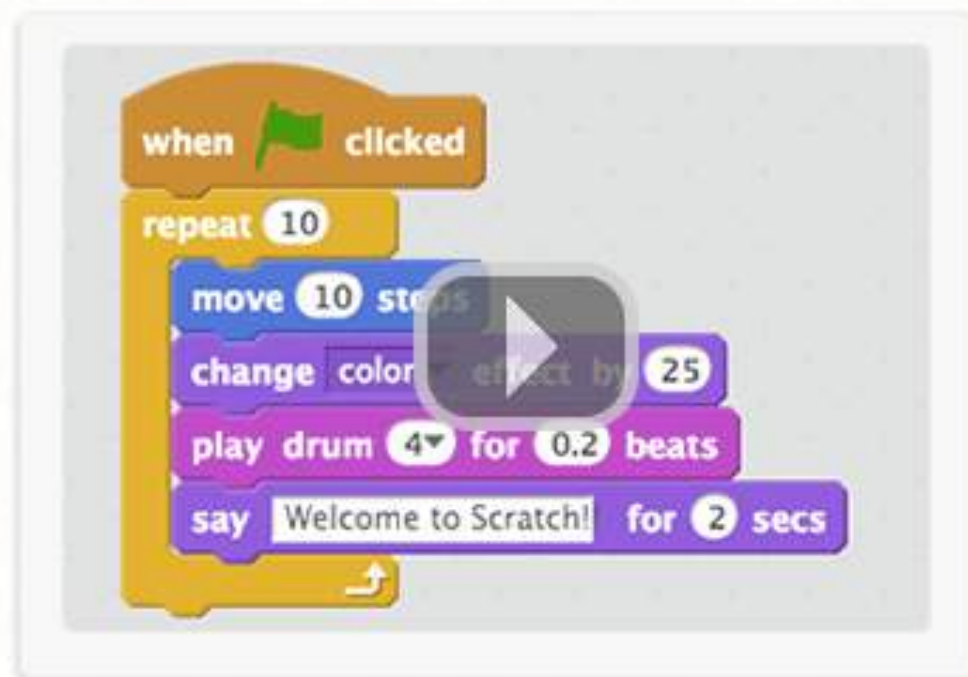 when clicked
repeat 10
move 10 steps
change color effect by 25
play drum 4 for 0.2 beats
say Welcome to Scratch! for 2 secs